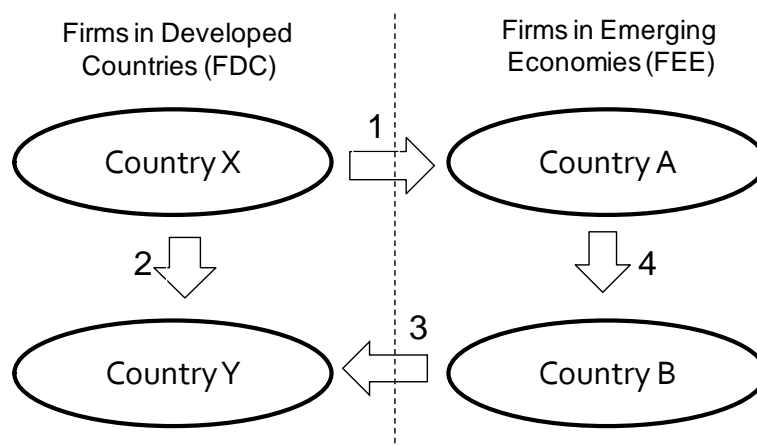 Firms in Developed
Countries (FDC)
Firms in Emerging
Economies (FEE)
1
Country X
Country A
2
4
3
Country Y
Country B